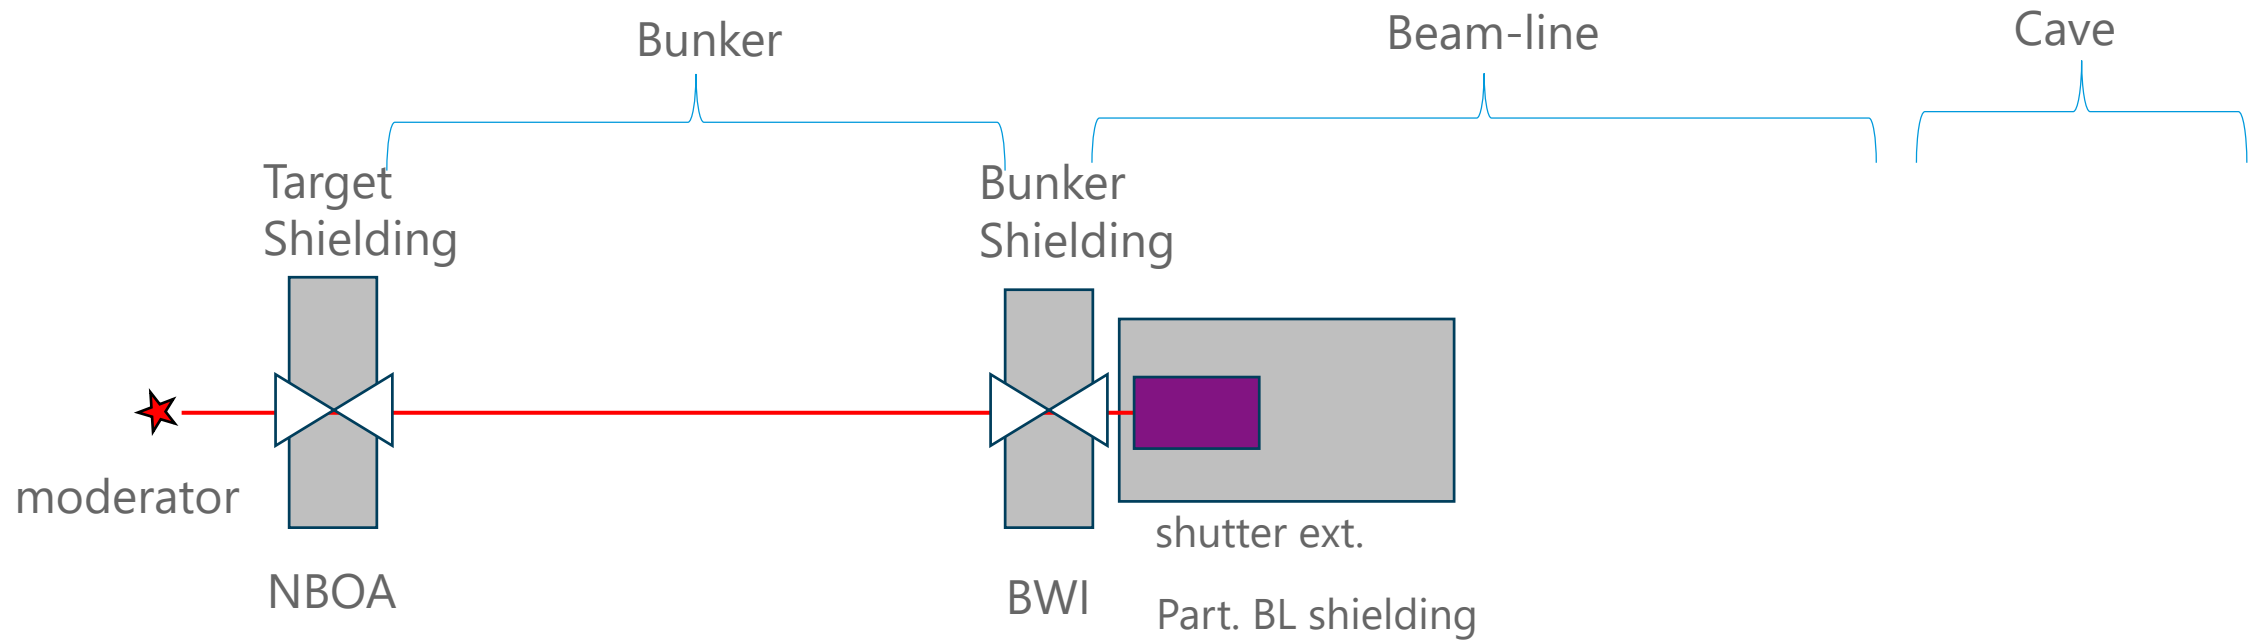 Bunker
Beam-line
Cave
Target
Shielding
Bunker
Shielding
moderator
NBOA
BWI
shutter ext.
Part. BL shielding